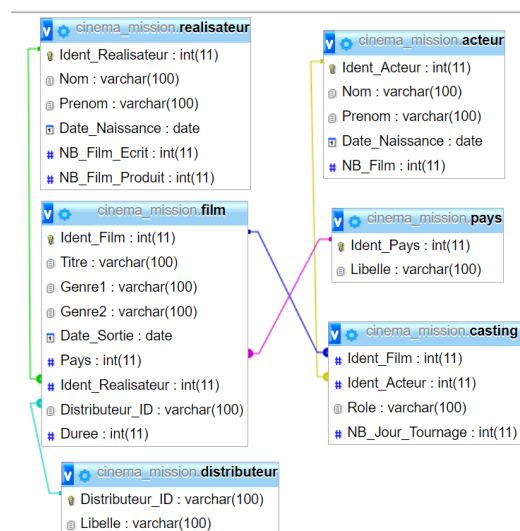 cinema_mission.realisateur
Ident_Realisateur : int(11)
Nom : varchar(100)
Prenom : varchar(100)
Date_Naissance : date
# NB_Film_Ecrit : int(11)
# NB_Film_Produit : int(11)
cinema_mission.acteur
Ident_Acteur : int(11)
Nom : varchar(100)
Prenom : varchar(100)
Date_Naissance : date
# NB_Film : int(11)
cinema_mission.film
Ident_Film : int(11)
Titre : varchar(100)
Genre1 : varchar(100)
Genre2 : varchar(100)
Date_Sortie : date
# Pays : int(11)
# Ident_Realisateur : int(11)
Distributeur_ID : varchar(100)
# Duree : int(11)
cinema_mission.pays
Ident_Pays : int(11)
Libelle : varchar(100)
cinema_mission.casting
# Ident_Film : int(11)
# Ident_Acteur : int(11)
Role : varchar(100)
# NB_Jour_Tournage : int(11)
cinema_mission.distributeur
Distributeur_ID : varchar(100)
Libelle : varchar(100)